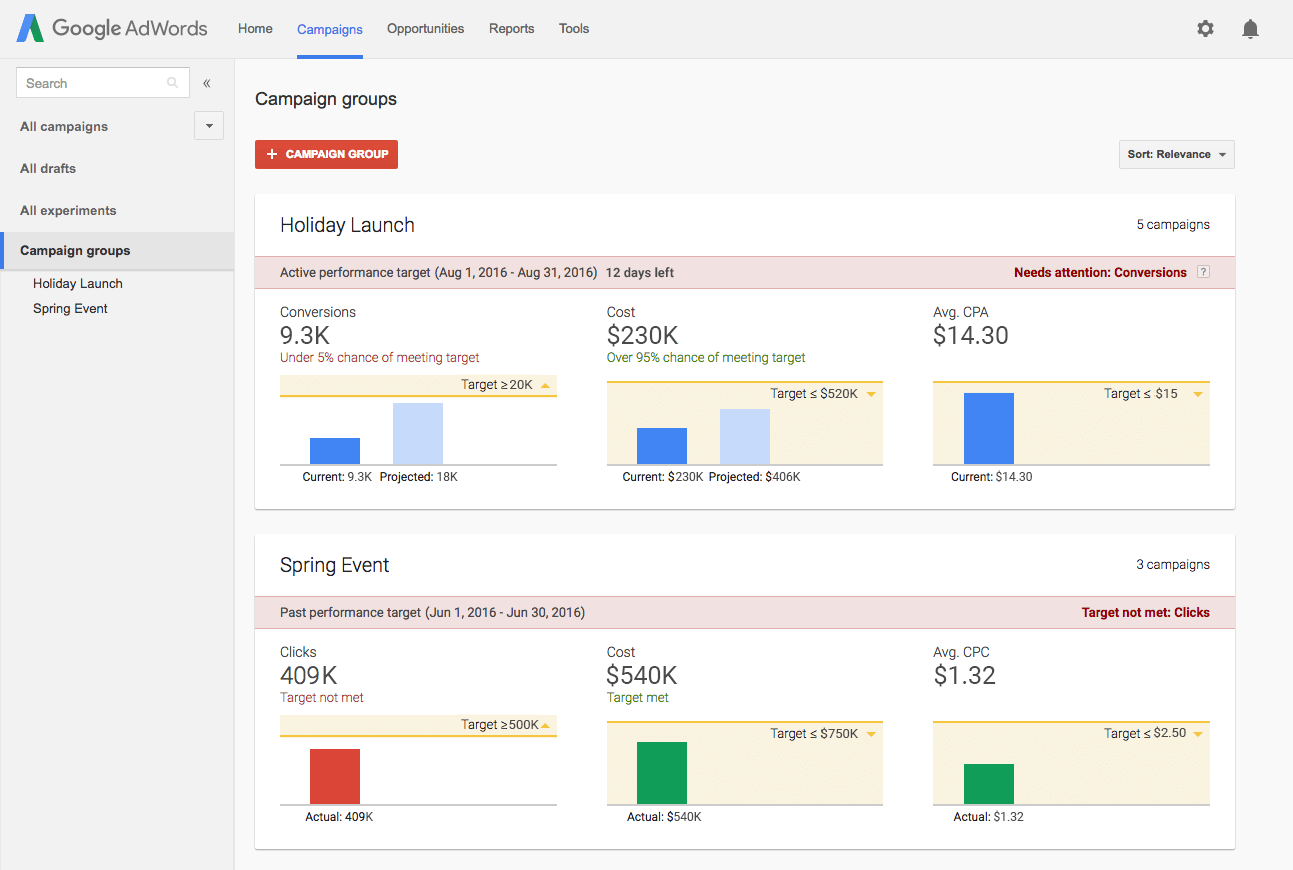 Google AdWords Home Campaigns Opportunities Reports Tools
Search «
All campaigns
All drafts
All experiments
Campaign groups
Holiday Launch
Spring Event
Campaign groups
+ CAMPAIGN GROUP Sort: Relevance
Holiday Launch 5 campaigns
Active performance target (Aug 1, 2016 - Aug 31, 2016) 12 days left Needs attention: Conversions ?
Conversions Cost Avg. CPA
9.3K $230K $14.30
Under 5% chance of meeting target Over 95% chance of meeting target
Target ≥20K Target ≤ $520K Target ≤ $15
Current: 9.3K Projected: 18K Current: $230K Projected: $406K Current: $14.30
Spring Event 3 campaigns
Past performance target (Jun 1, 2016 - Jun 30, 2016) Target not met: Clicks
Clicks Cost Avg. CPC
409K $540K $1.32
Target not met Target met
Target ≥500K Target ≤ $750K Target ≤ $2.50
Actual: 409K Actual: $540K Actual: $1.32